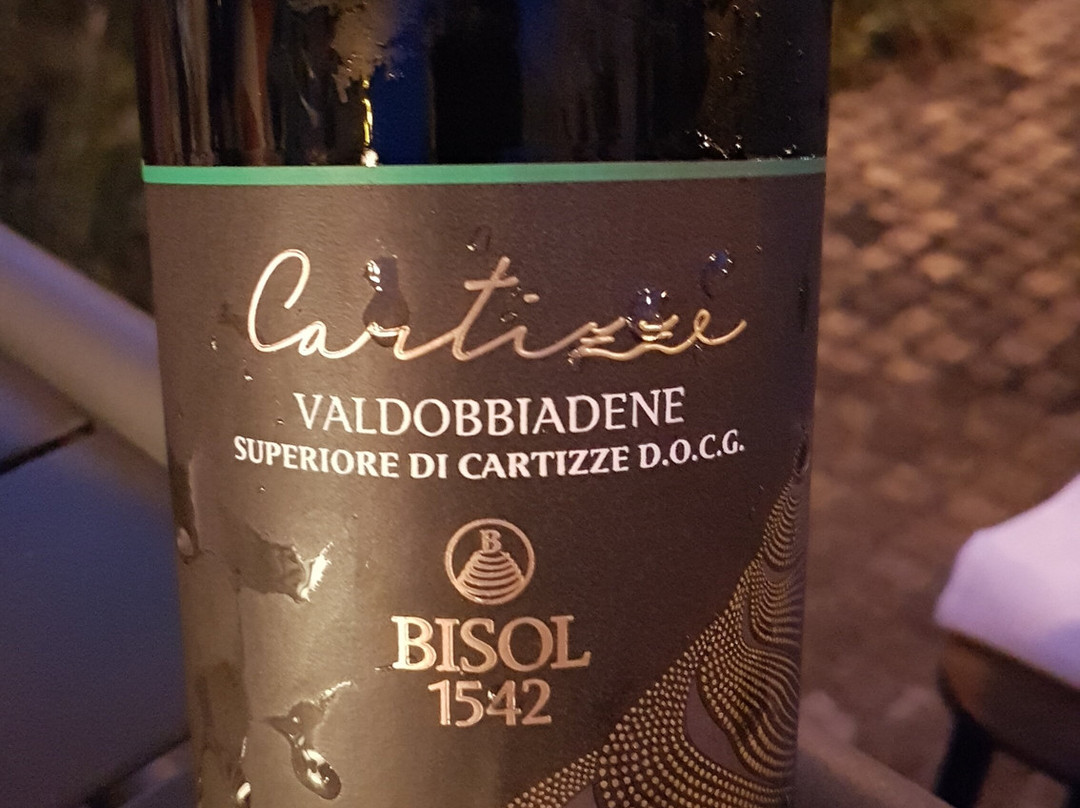 Cartizze
VALDOBBIADENE
SUPERIORE DI CARTIZZE D.O.C.G.
B
BISOL
1542